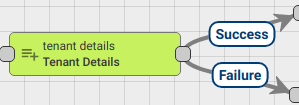 Success
tenant details
Tenant Details
Failure